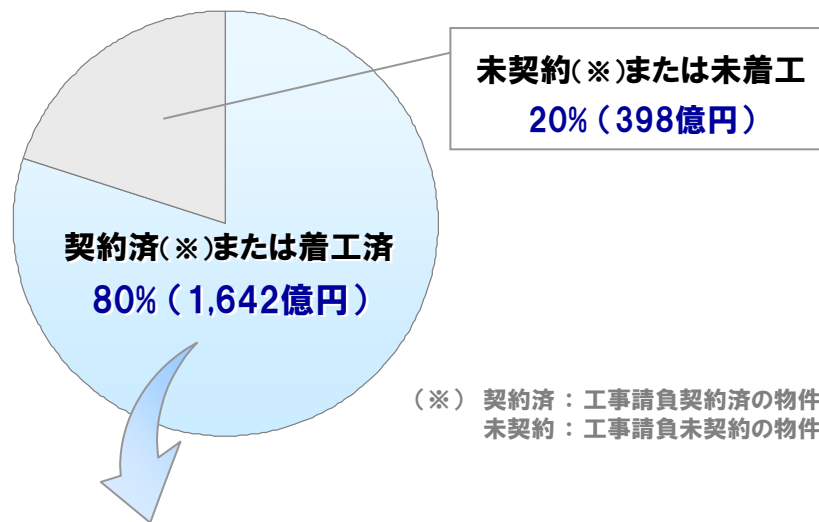 未契約(※)または未着工
20%(398億円)
契約済(※)または着工済
80%(1,642億円)
(※) 契約済:工事請負契約済の物件
未契約:工事請負未契約の物件